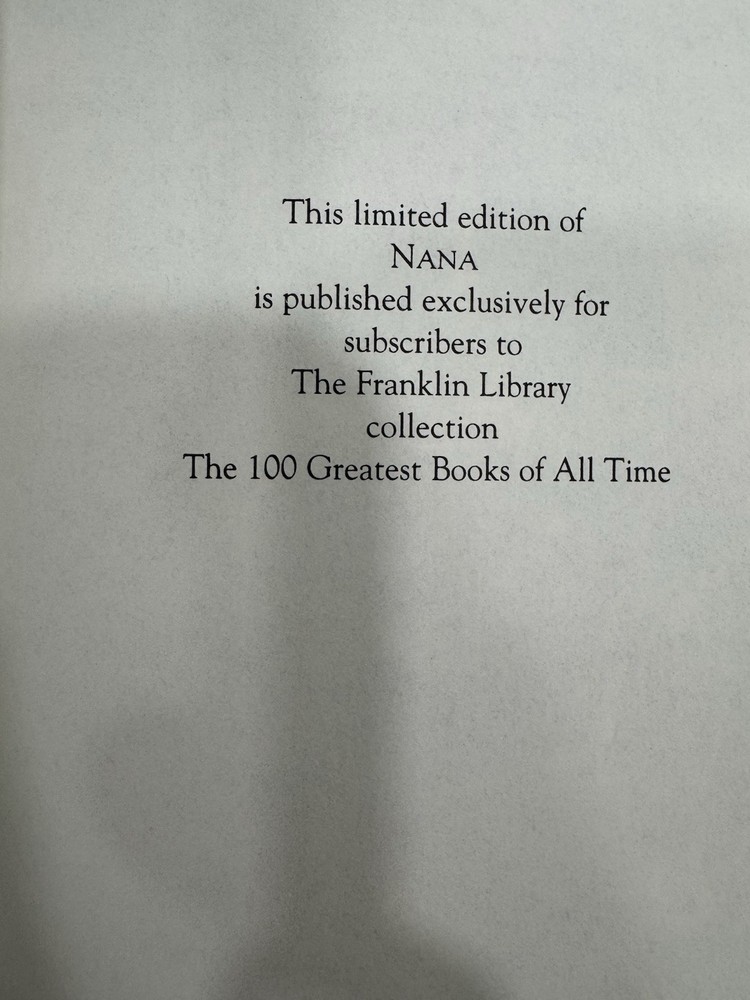 This limited edition of
NANA
is published exclusively for
subscribers to
The Franklin Library
collection
The 100 Greatest Books of All Time